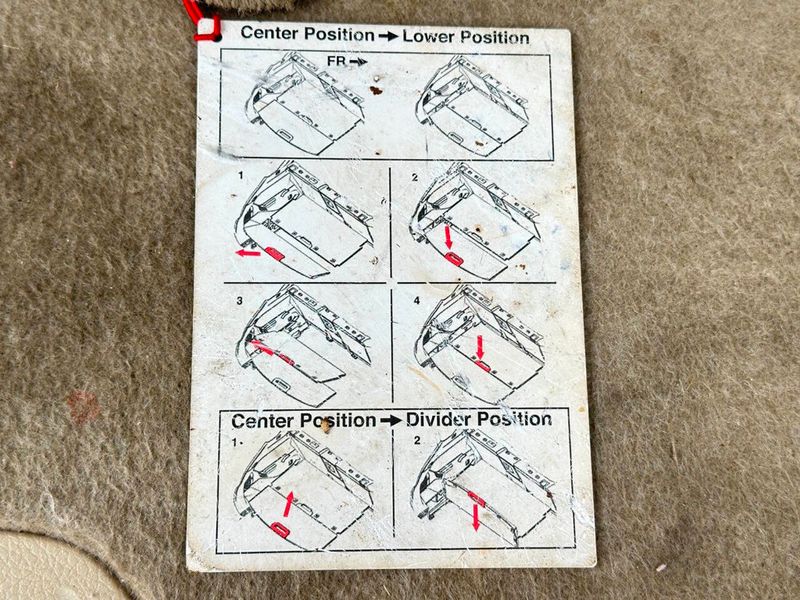 Center Position → Lower Position
FR
1
2
3
4
Center Position → Divider Position
1
2